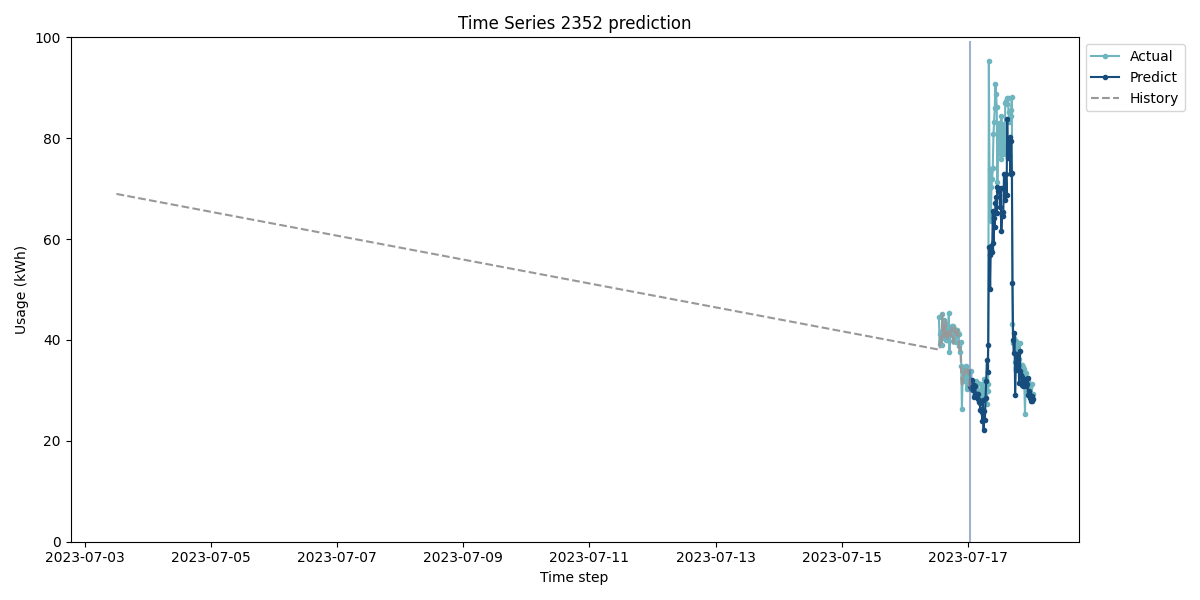 Time Series 2352 prediction
Usage (kWh)
100
80
60
40
20
0
2023-07-03
2023-07-05
2023-07-07
2023-07-09
2023-07-11
2023-07-13
2023-07-15
2023-07-17
Time step
Actual
Predict
History